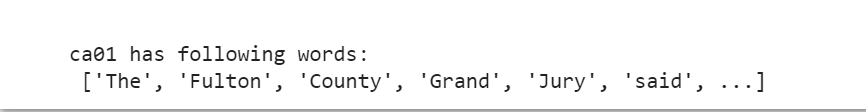 ca01 has following words:
['The', 'Fulton', 'County', 'Grand', 'Jury', 'said', ...]